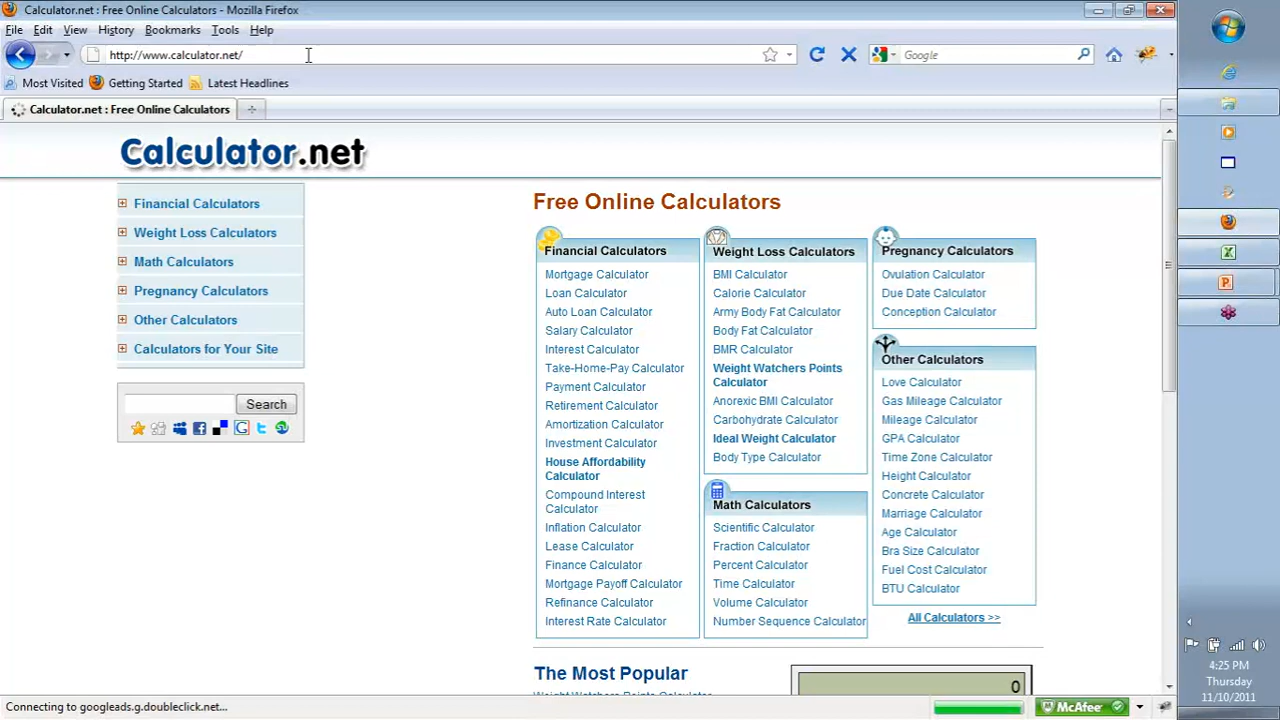 Calculator.net : Free Online Calculators - Mozilla Firefox
File Edit View History Bookmarks Tools Help
http://www.calculator.net/
Google
Most Visited Getting Started Latest Headlines
Calculator.net : Free Online Calculators
Calculator.net
Financial Calculators
Weight Loss Calculators
Math Calculators
Pregnancy Calculators
Other Calculators
Calculators for Your Site
Search
Free Online Calculators
Financial Calculators
Mortgage Calculator
Loan Calculator
Auto Loan Calculator
Salary Calculator
Interest Calculator
Take-Home-Pay Calculator
Payment Calculator
Retirement Calculator
Amortization Calculator
Investment Calculator
House Affordability
Calculator
Compound Interest
Calculator
Inflation Calculator
Lease Calculator
Finance Calculator
Mortgage Payoff Calculator
Refinance Calculator
Interest Rate Calculator
Weight Loss Calculators
BMI Calculator
Calorie Calculator
Army Body Fat Calculator
Body Fat Calculator
BMR Calculator
Weight Watchers Points
Calculator
Anorexic BMI Calculator
Carbohydrate Calculator
Ideal Weight Calculator
Body Type Calculator
Math Calculators
Scientific Calculator
Fraction Calculator
Percent Calculator
Time Calculator
Volume Calculator
Number Sequence Calculator
Pregnancy Calculators
Ovulation Calculator
Due Date Calculator
Conception Calculator
Other Calculators
Love Calculator
Gas Mileage Calculator
Mileage Calculator
GPA Calculator
Time Zone Calculator
Height Calculator
Concrete Calculator
Marriage Calculator
Age Calculator
Bra Size Calculator
Fuel Cost Calculator
BTU Calculator
All Calculators >>
The Most Popular
Weight Watchers Points Calculator
0
Connecting to googleads.g.doubleclick.net...
McAfee
4:25 PM
Thursday
11/10/2011